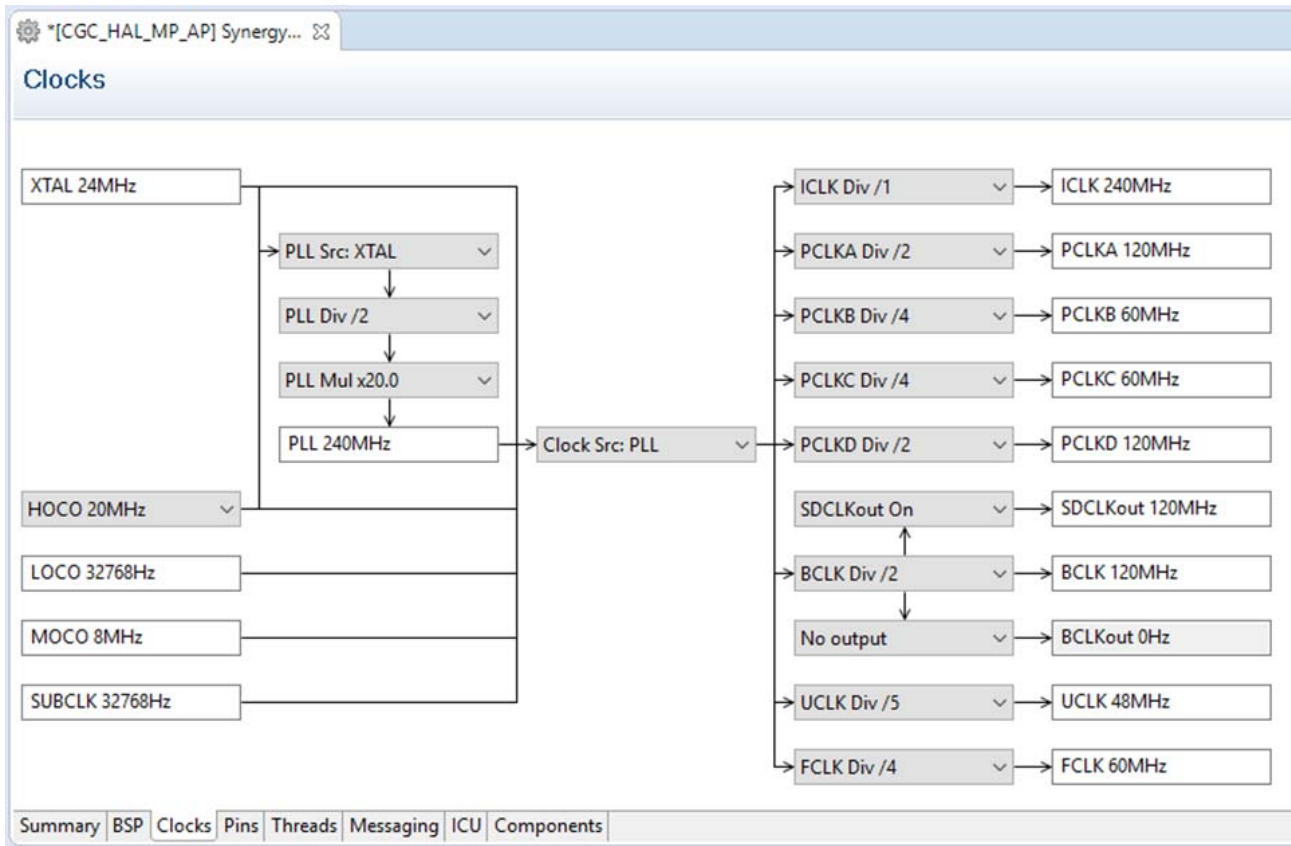 *[CGC_HAL_MP_AP] Synergy...
Clocks
XTAL 24MHz
PLL Src: XTAL
PLL Div /2
PLL Mul x20.0
PLL 240MHz
HOCO 20MHz
LOCO 32768Hz
MOCO 8MHz
SUBCLK 32768Hz
Clock Src: PLL
ICLK Div /1
ICLK 240MHz
PCLKA Div /2
PCLKA 120MHz
PCLKB Div /4
PCLKB 60MHz
PCLKC Div /4
PCLKC 60MHz
PCLKD Div /2
PCLKD 120MHz
SDCLKout On
SDCLKout 120MHz
BCLK Div /2
BCLK 120MHz
No output
BCLKout 0Hz
UCLK Div /5
UCLK 48MHz
FCLK Div /4
FCLK 60MHz
Summary BSP Clocks Pins Threads Messaging ICU Components